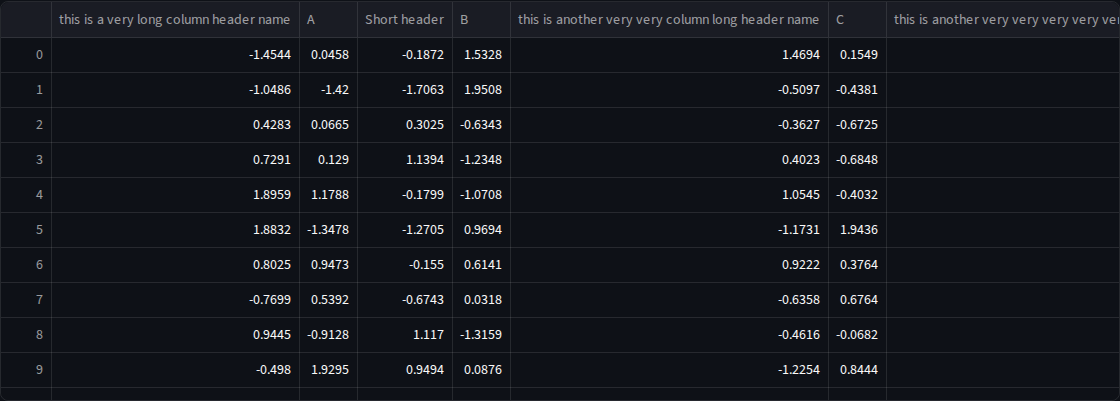 this is a very long column header name A Short header B this is another very very column long header name C this is another very very very very
0 -1.4544 0.0458 -0.1872 1.5328 1.4694 0.1549
1 -1.0486 -1.42 -1.7063 1.9508 -0.5097 -0.4381
2 0.4283 0.0665 0.3025 -0.6343 -0.3627 -0.6725
3 0.7291 0.129 1.1394 -1.2348 0.4023 -0.6848
4 1.8959 1.1788 -0.1799 -1.0708 1.0545 -0.4032
5 1.8832 -1.3478 -1.2705 0.9694 -1.1731 1.9436
6 0.8025 0.9473 -0.155 0.6141 0.9222 0.3764
7 -0.7699 0.5392 -0.6743 0.0318 -0.6358 0.6764
8 0.9445 -0.9128 1.117 -1.3159 -0.4616 -0.0682
9 -0.498 1.9295 0.9494 0.0876 -1.2254 0.8444